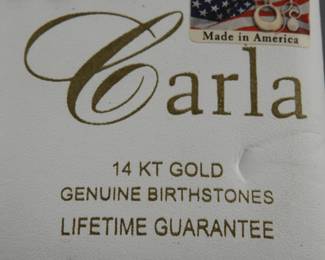 Made in America
Carla
14 KT GOLD
GENUINE BIRTHSTONES
LIFETIME GUARANTEE